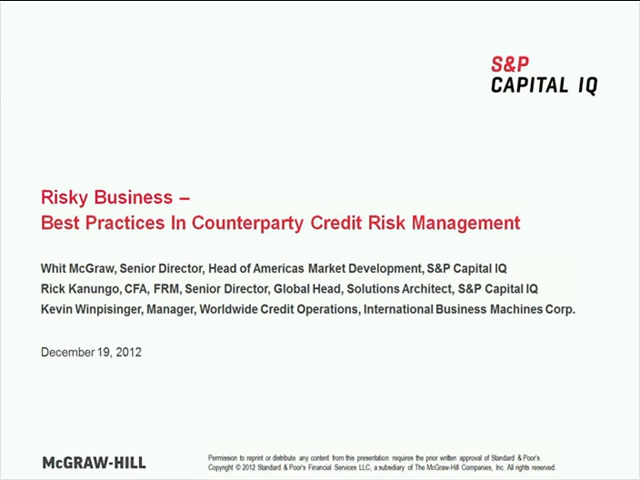 S&P
CAPITAL IQ
Risky Business –
Best Practices In Counterparty Credit Risk Management
Whit McGraw, Senior Director, Head of Americas Market Development, S&P Capital IQ
Rick Kanungo, CFA, FRM, Senior Director, Global Head, Solutions Architect, S&P Capital IQ
Kevin Winpisinger, Manager, Worldwide Credit Operations, International Business Machines Corp.
December 19, 2012
McGRAW-HILL
Permission to reprint or distribute any content from this presentation requires the prior written approval of Standard & Poor's.
Copyright © 2012 Standard & Poor's Financial Services LLC, a subsidiary of The McGraw-Hill Companies, Inc. All rights reserved.